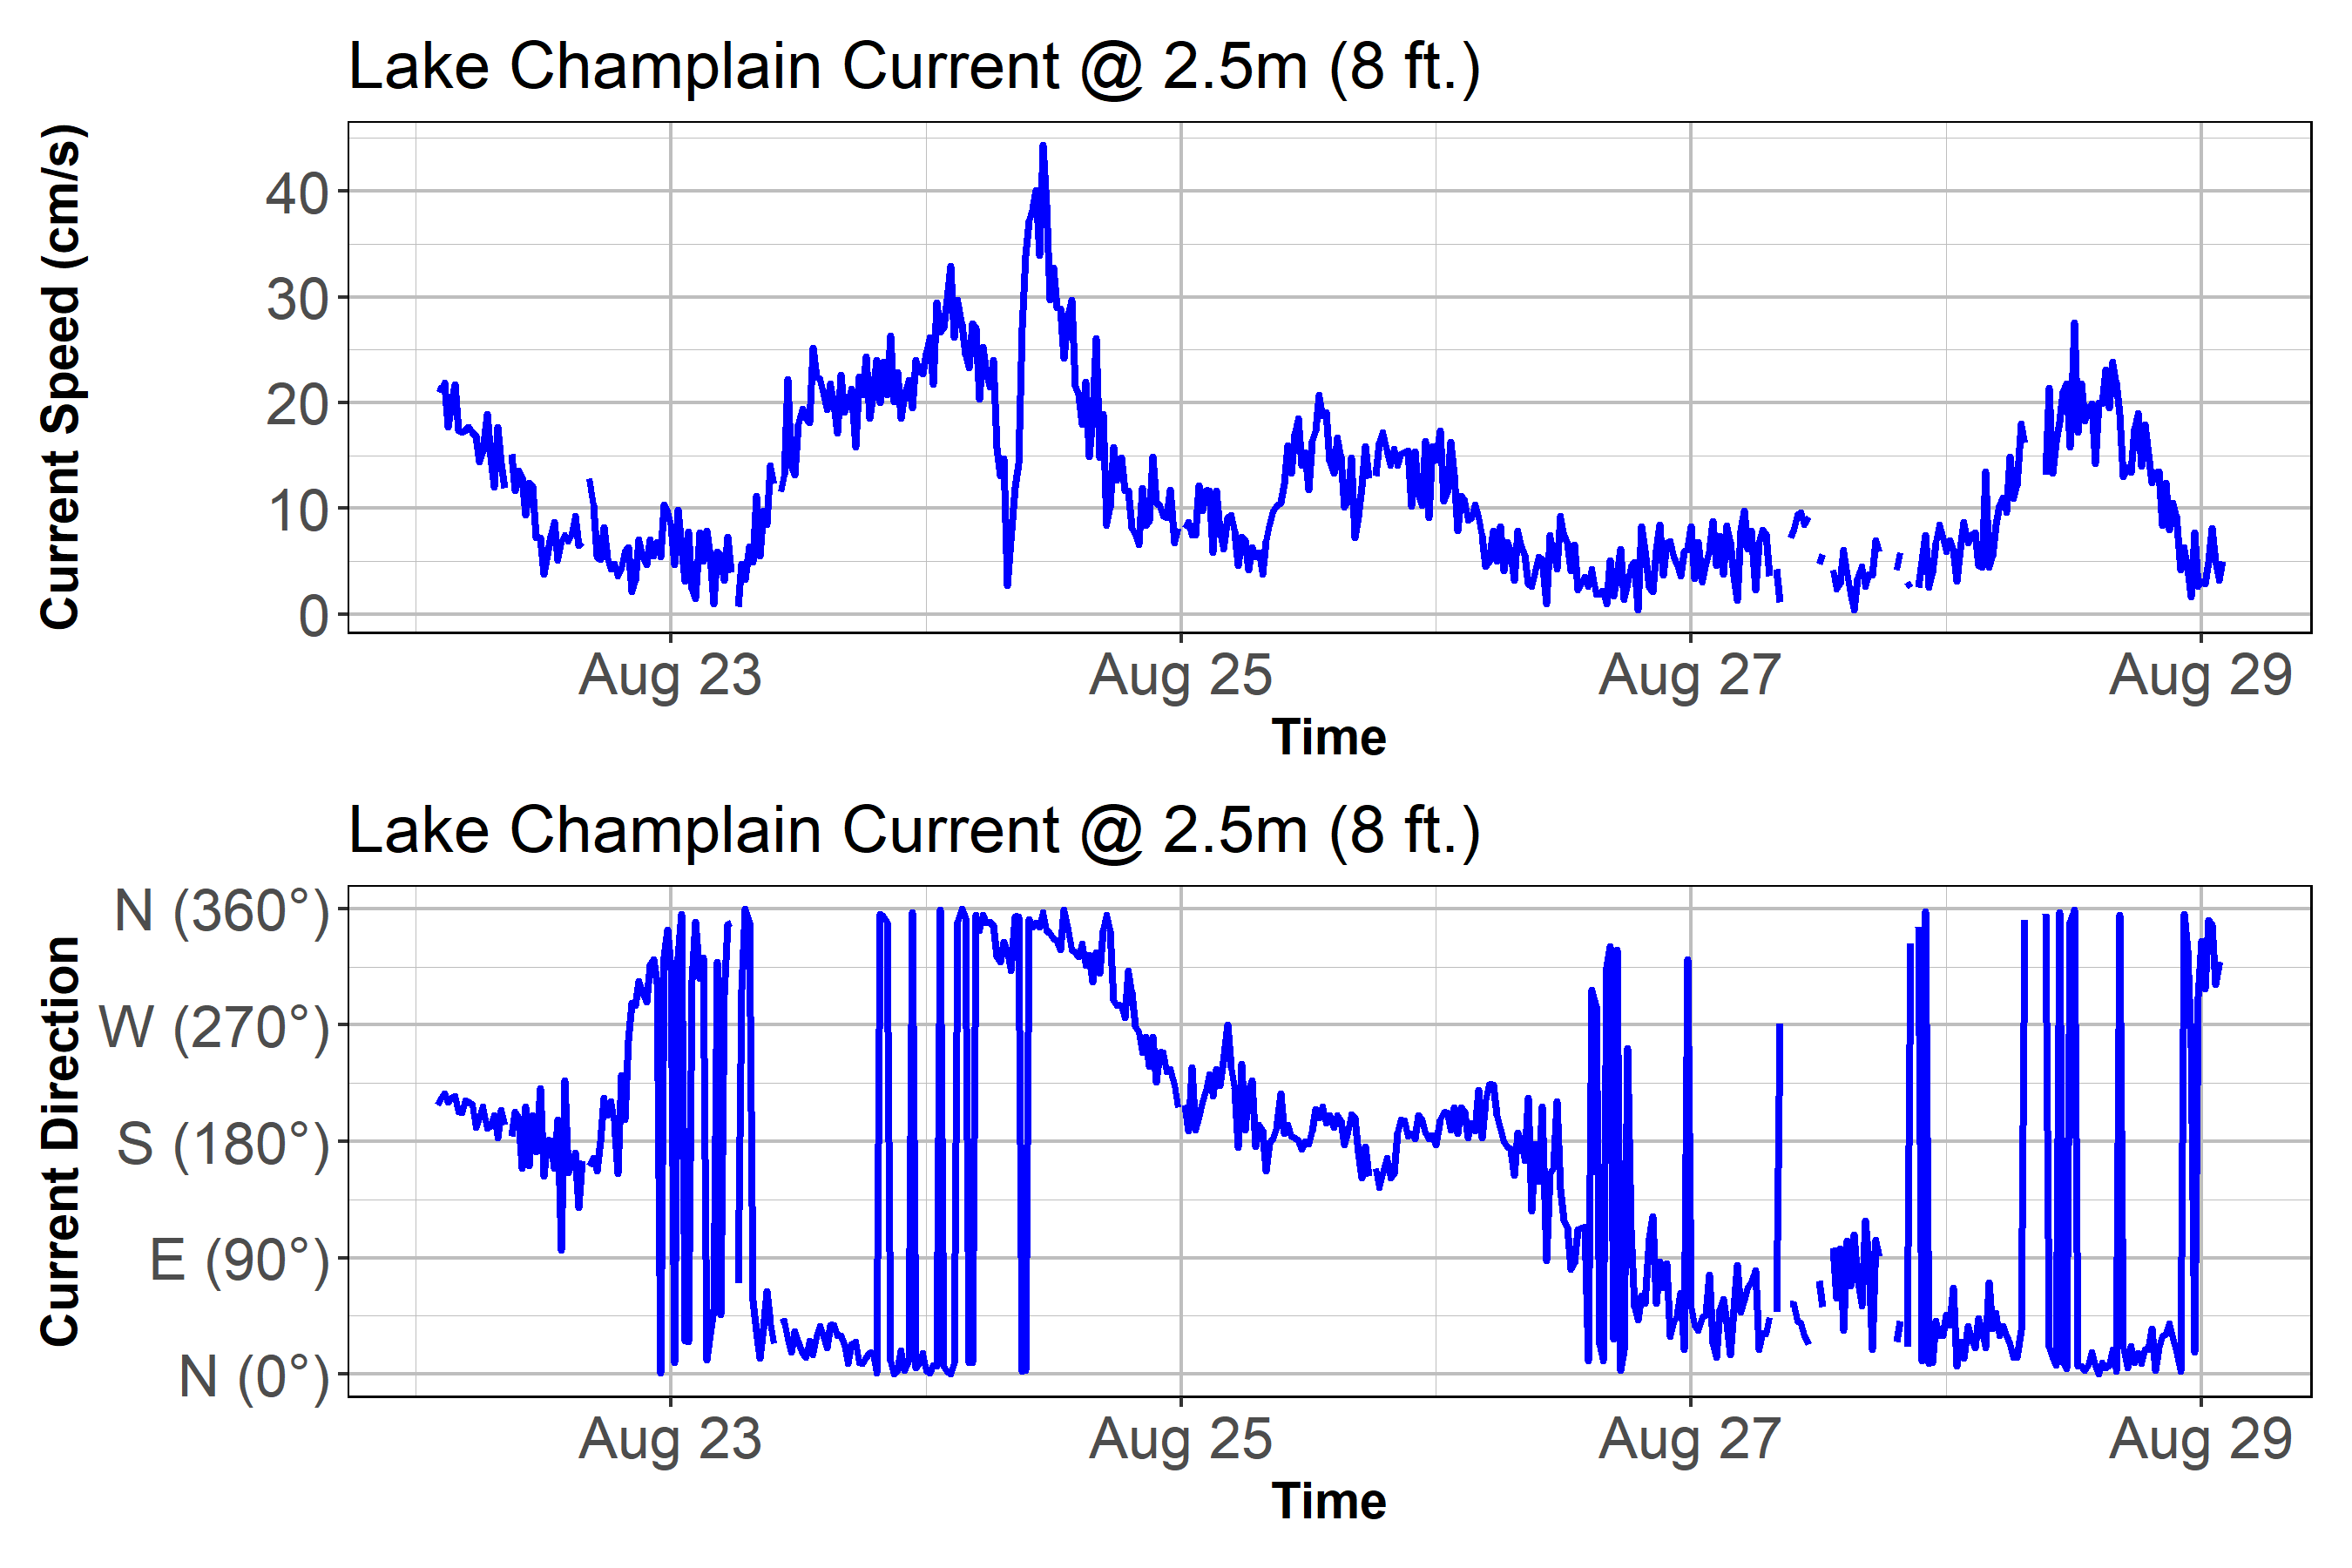 Lake Champlain Current @ 2.5m (8 ft.)
Current Speed (cm/s)
40
30
20
10
0
Aug 23 Aug 25 Aug 27 Aug 29
Time
Lake Champlain Current @ 2.5m (8 ft.)
Current Direction
N (360°)
W (270°)
S (180°)
E (90°)
N (0°)
Aug 23 Aug 25 Aug 27 Aug 29
Time